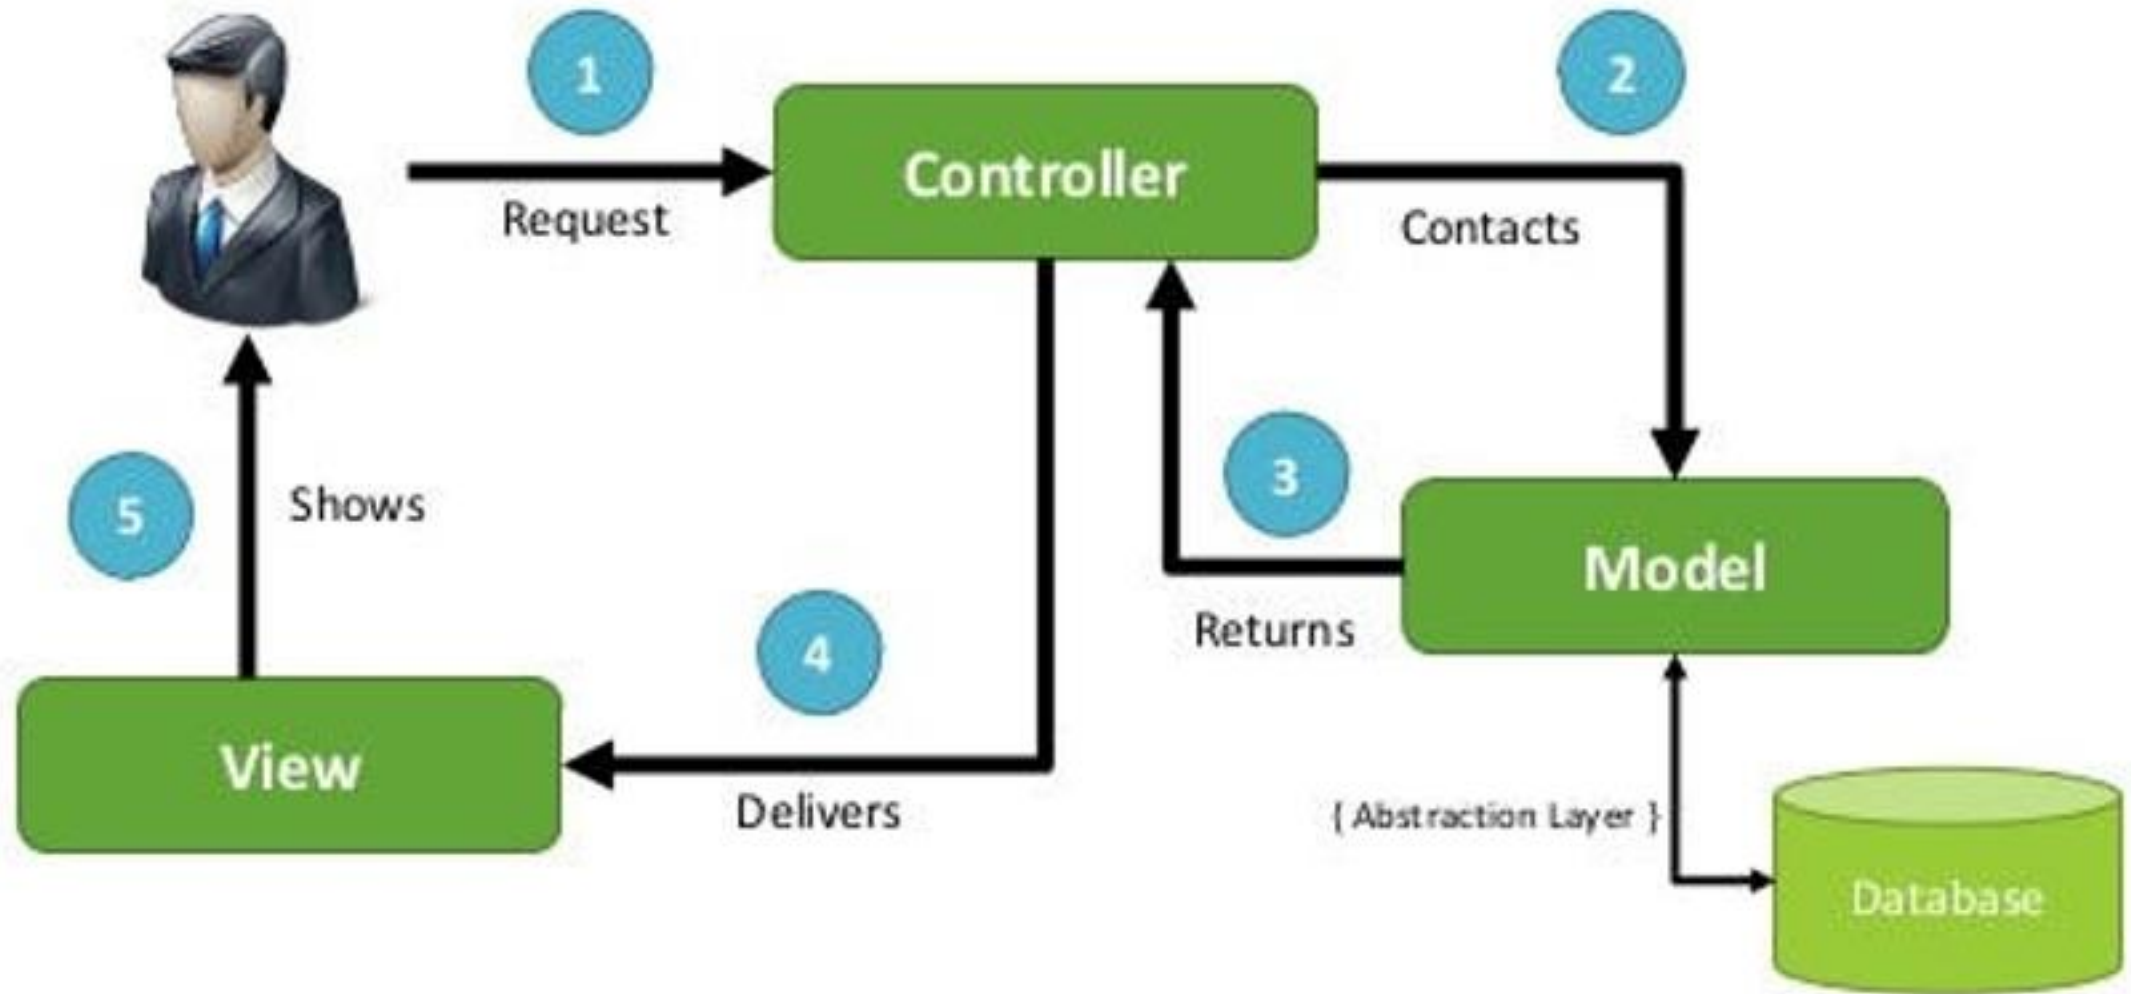 1
2
Controller
Request
Contacts
3
5
Shows
Model
4
Returns
View
Delivers
{ Abstraction Layer }
Database